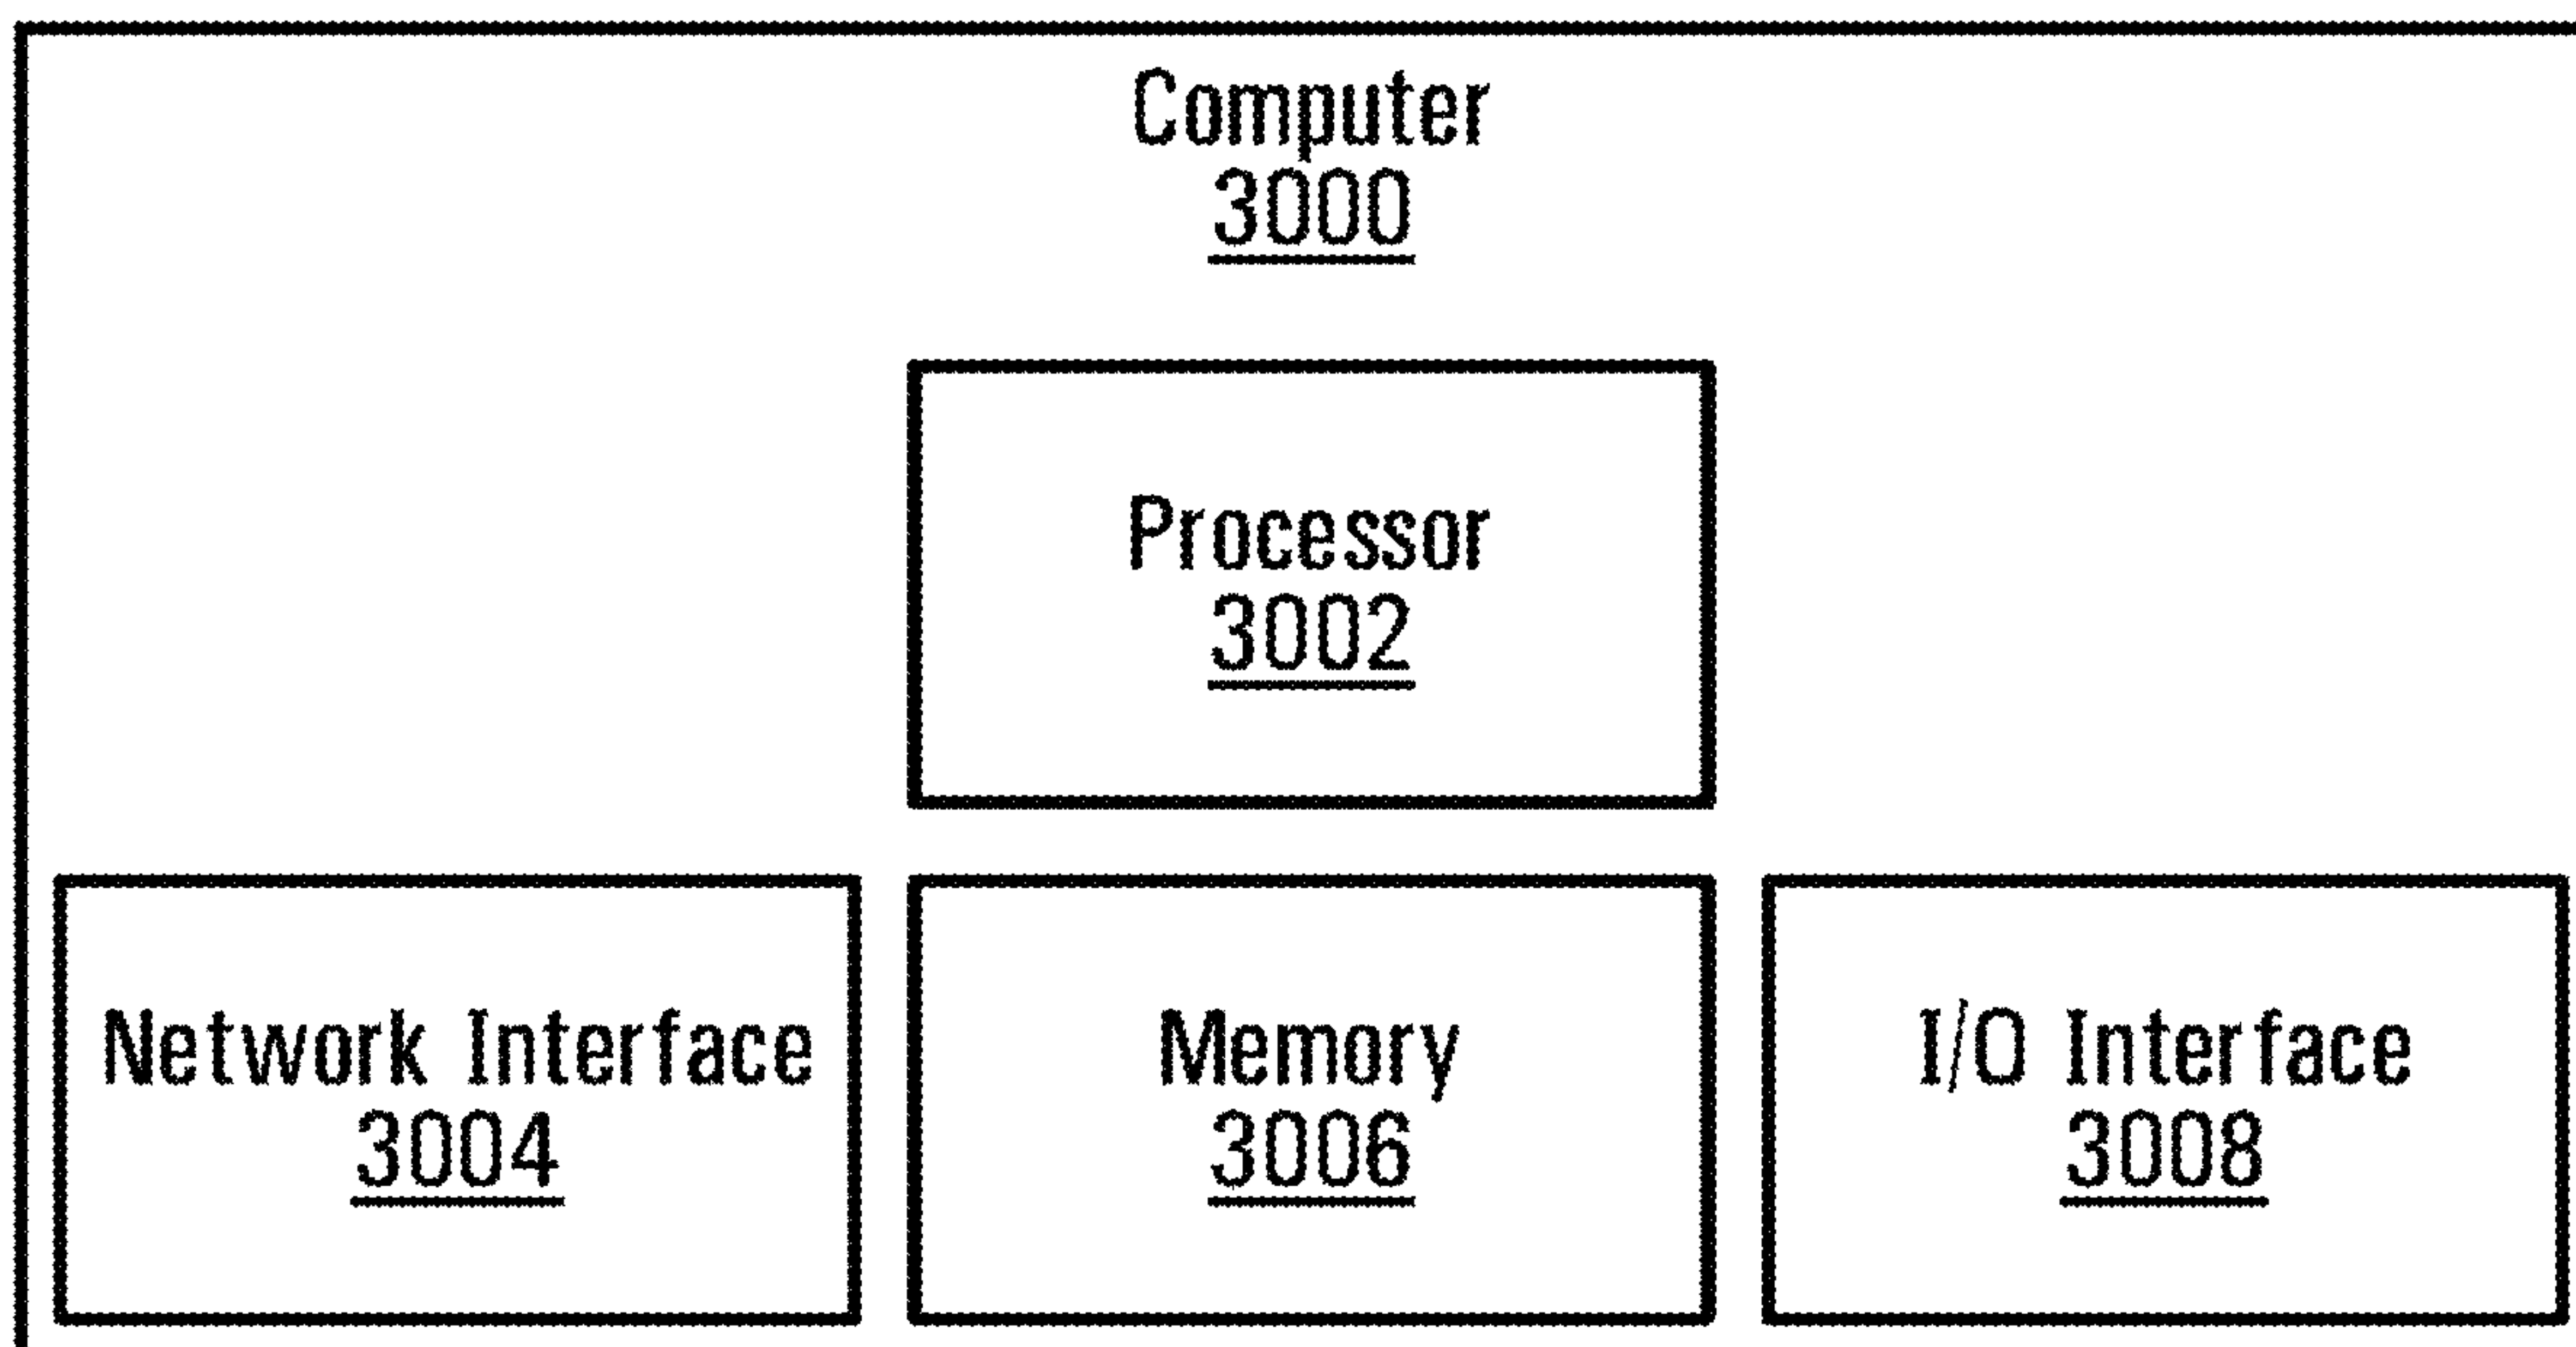 Computer
3000
Processor
3002
Network Interface
3004
Memory
3006
I/O Interface
3008